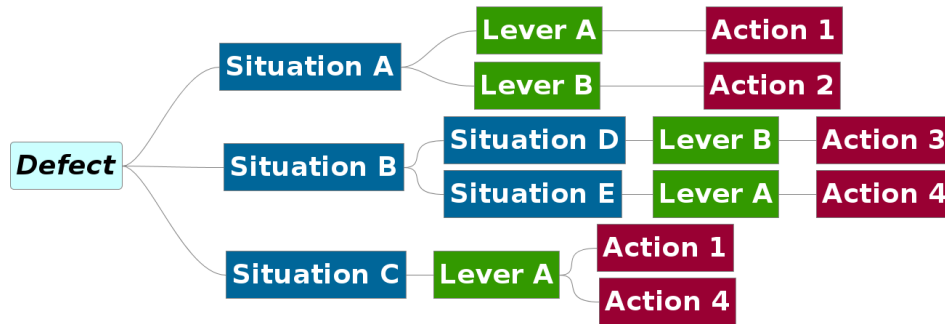 Defect
Situation A
Lever A
Action 1
Lever B
Action 2
Situation B
Situation D
Lever B
Action 3
Situation E
Lever A
Action 4
Situation C
Lever A
Action 1
Action 4